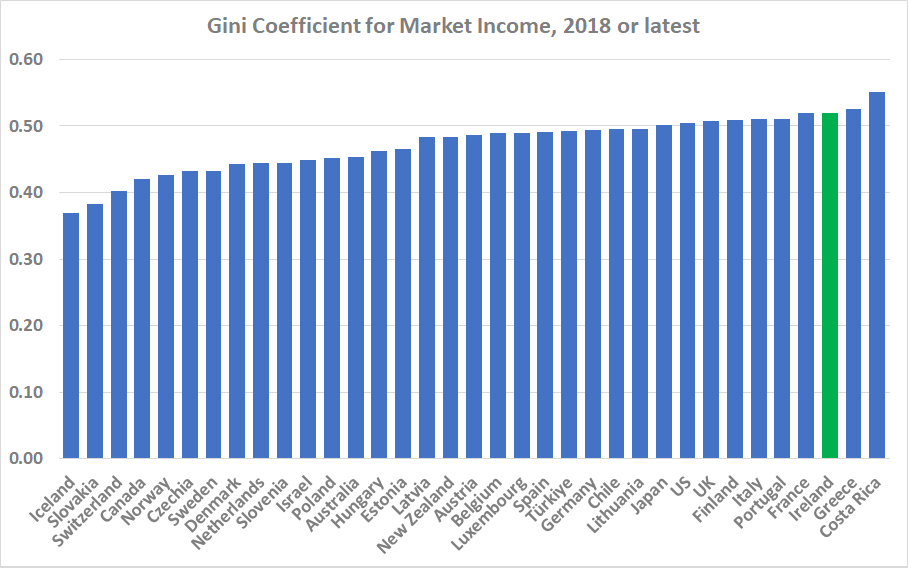 Gini Coefficient for Market Income, 2018 or latest
0.60
0.50
0.40
0.30
0.20
0.10
0.00
Iceland
Slovakia
Switzerland
Canada
Norway
Czechia
Sweden
Denmark
Netherlands
Slovenia
Israel
Poland
Australia
Hungary
Estonia
Latvia
New Zealand
Austria
Belgium
Luxembourg
Spain
Türkiye
Germany
Chile
Lithuania
Japan
US
UK
Finland
Italy
Portugal
France
Ireland
Greece
Costa Rica